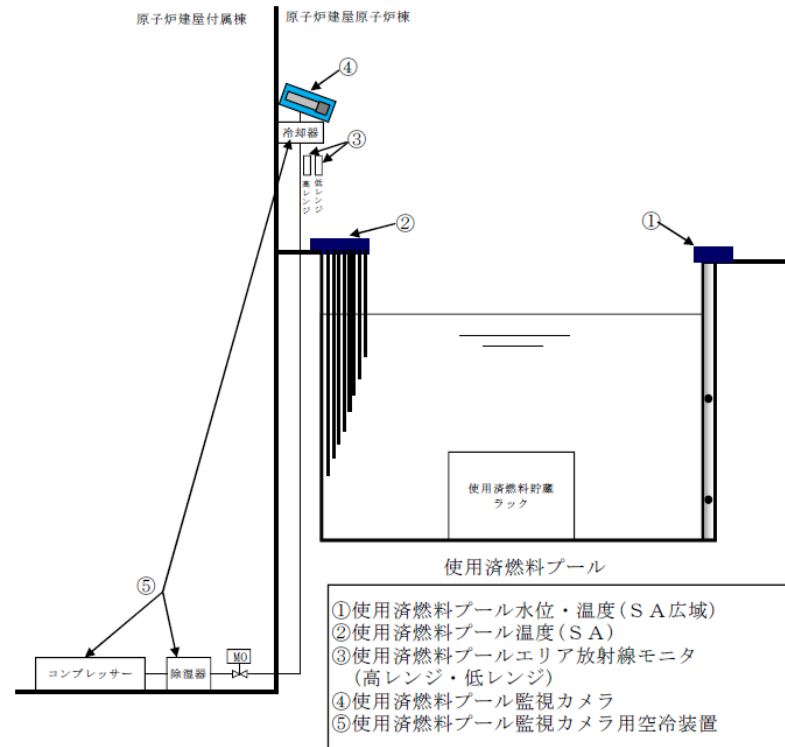 原子炉建屋付属棟
原子炉建屋原子炉棟
④
冷却器
③
高レンジ
低レンジ
②
①
使用済燃料貯蔵
ラック
使用済燃料プール
⑤
コンプレッサー
除湿器
MO
①使用済燃料プール水位・温度(ＳＡ広域)
②使用済燃料プール温度(ＳＡ)
③使用済燃料プールエリア放射線モニタ
(高レンジ・低レンジ)
④使用済燃料プール監視カメラ
⑤使用済燃料プール監視カメラ用空冷装置